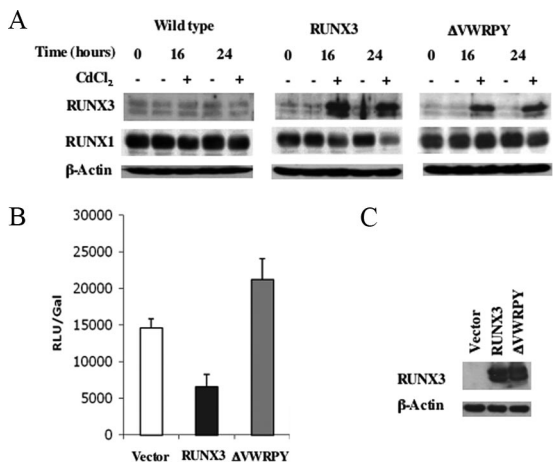 A
Wild type
RUNX3
ΔVWRPY
Time (hours) 0 16 24 0 16 24 0 16 24
CdCl2 - - + - + - - + - + - - + - +
RUNX3
RUNX1
β-Actin
B
30000
25000
20000
15000
10000
5000
0
RLU/Gal
Vector RUNX3 ΔVWRPY
C
Vector
RUNX3
ΔVWRPY
RUNX3
β-Actin